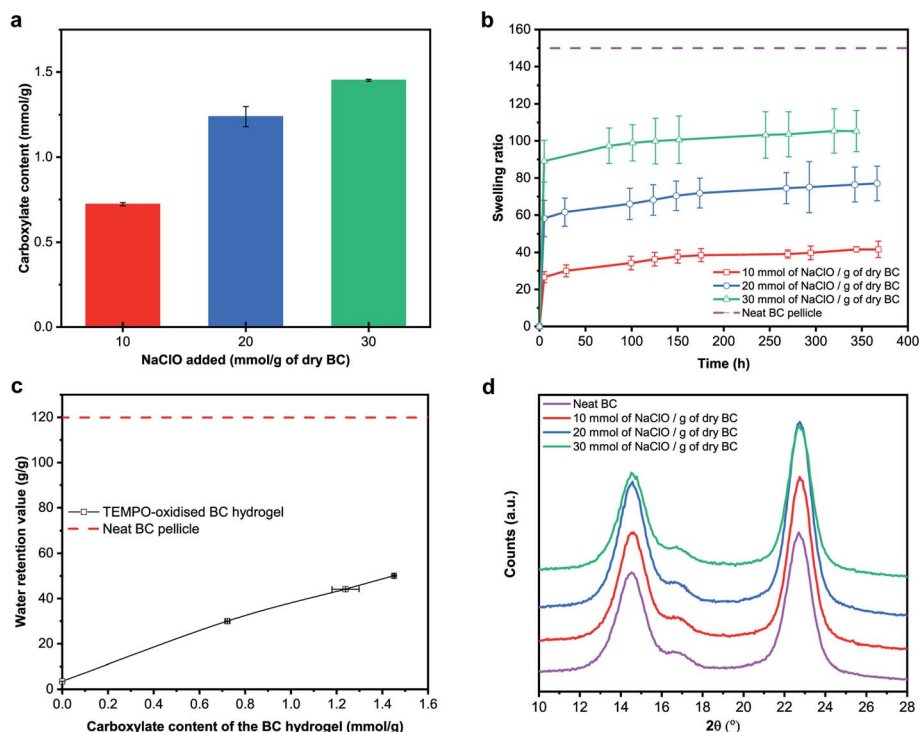 a
Carboxylate content (mmol/g)
1.5
1.0
0.5
0.0
10
20
30
NaClO added (mmol/g of dry BC)
b
Swelling ratio
160
140
120
100
80
60
40
20
0
10 mmol of NaClO / g of dry BC
20 mmol of NaClO / g of dry BC
30 mmol of NaClO / g of dry BC
Neat BC pellicle
0
50
100
150
200
250
300
350
400
Time (h)
c
Water retention value (g/g)
120
100
80
60
40
20
0
TEMPO-oxidised BC hydrogel
Neat BC pellicle
0.0
0.2
0.4
0.6
0.8
1.0
1.2
1.4
1.6
Carboxylate content of the BC hydrogel (mmol/g)
d
Counts (a.u.)
Neat BC
10 mmol of NaClO / g of dry BC
20 mmol of NaClO / g of dry BC
30 mmol of NaClO / g of dry BC
10
12
14
16
18
20
22
24
26
28
2θ (°)